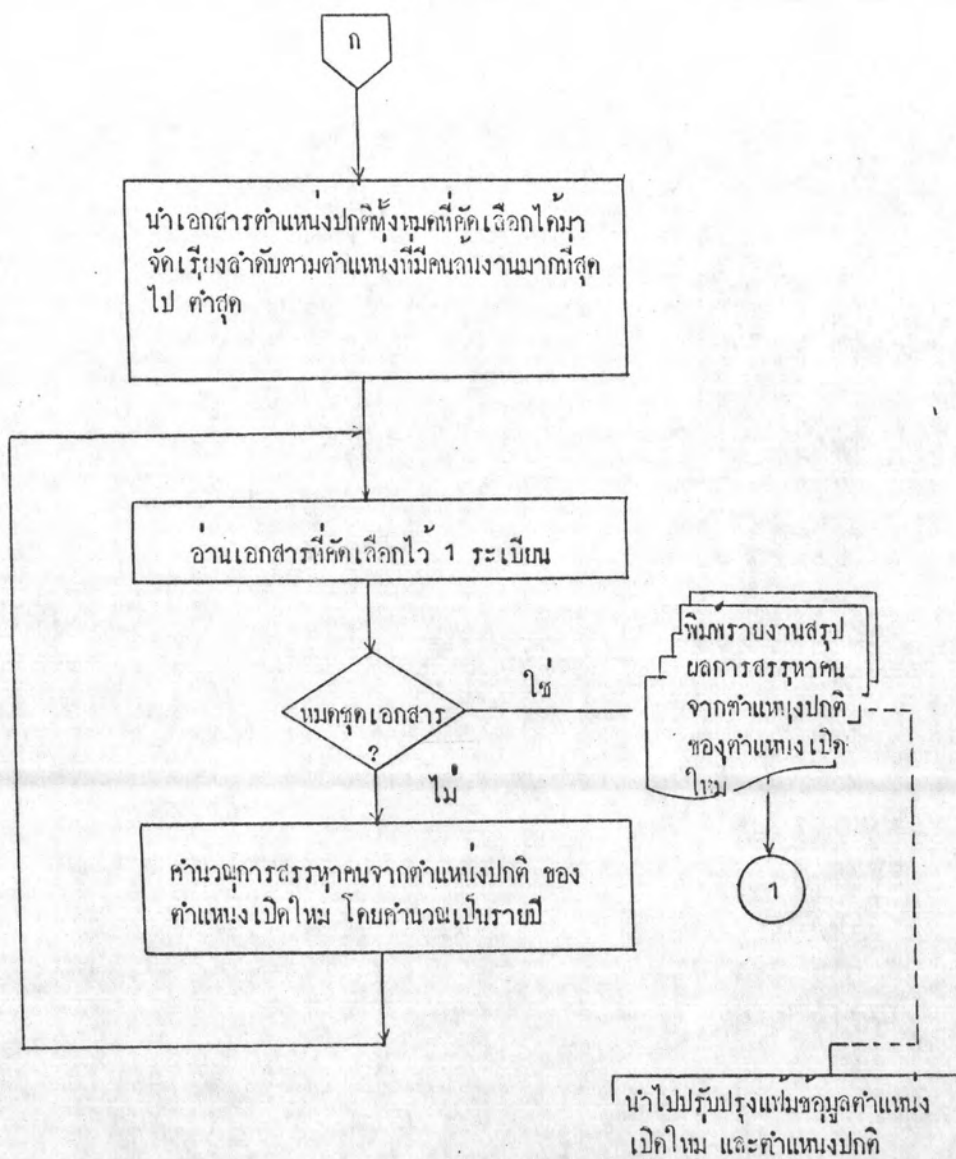 ก
นำเอกสารตำแหน่งปกติทั้งหมดที่คัดเลือกได้มา
จัดเรียงลำดับตามตำแหน่งที่มีคนล้นงานมากที่สุด
ไป ต่ำสุด
อ่านเอกสารที่คัดเลือกไว้ 1 ระเบียน
หมดชุดเอกสาร
?
ใช่
ไม่
พิมพ์รายงานสรุป
ผลการสรรหาคน
จากตำแหน่งปกติ
ของตำแหน่งเปิด
ใหม่
1
คำนวณการสรรหาคนจากตำแหน่งปกติ ของ
ตำแหน่งเปิดใหม่ โดยคำนวณเป็นรายปี
นำไปปรับปรุงแฟ้มข้อมูลตำแหน่ง
เปิดใหม่ และตำแหน่งปกติ